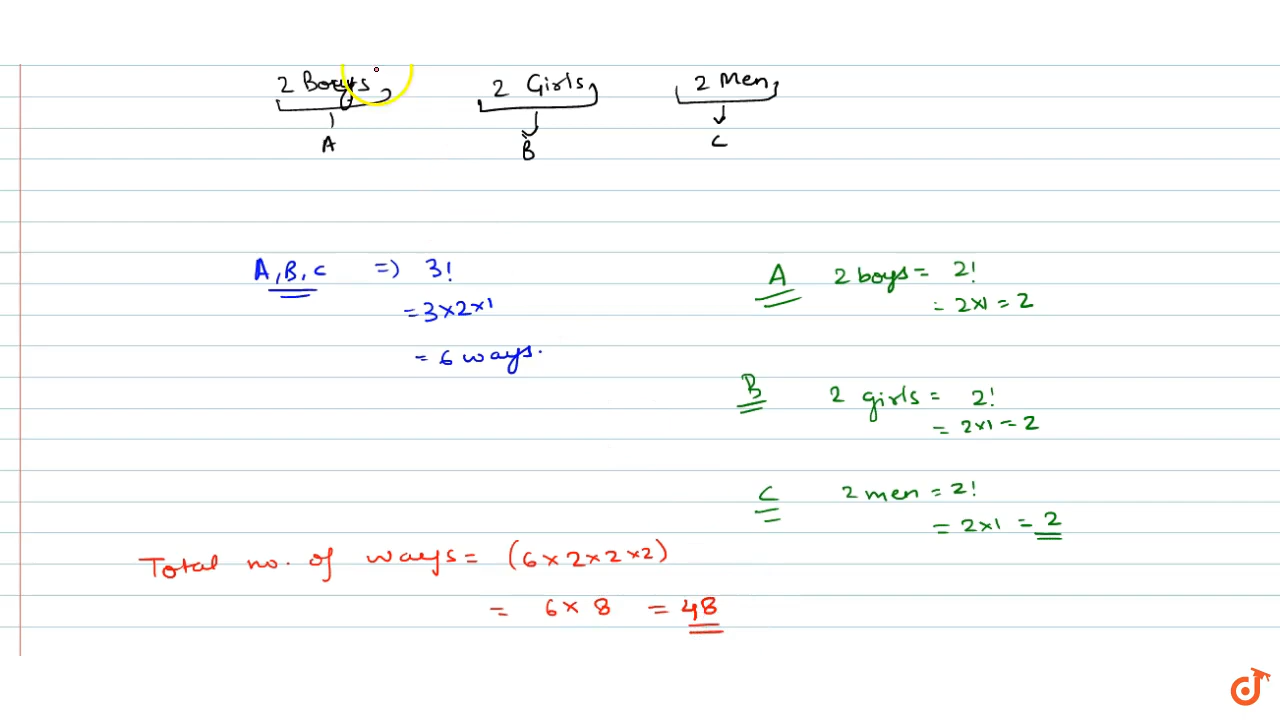 2 Boys 2 Girls 2 Men
A B C
A, B, C => 3!
= 3×2×1
= 6 ways.
A 2 boys = 2!
= 2×1 = 2
B 2 girls = 2!
= 2×1 = 2
C 2 men = 2!
= 2×1 = 2
Total no. of ways = (6×2×2×2)
= 6×8 = 48